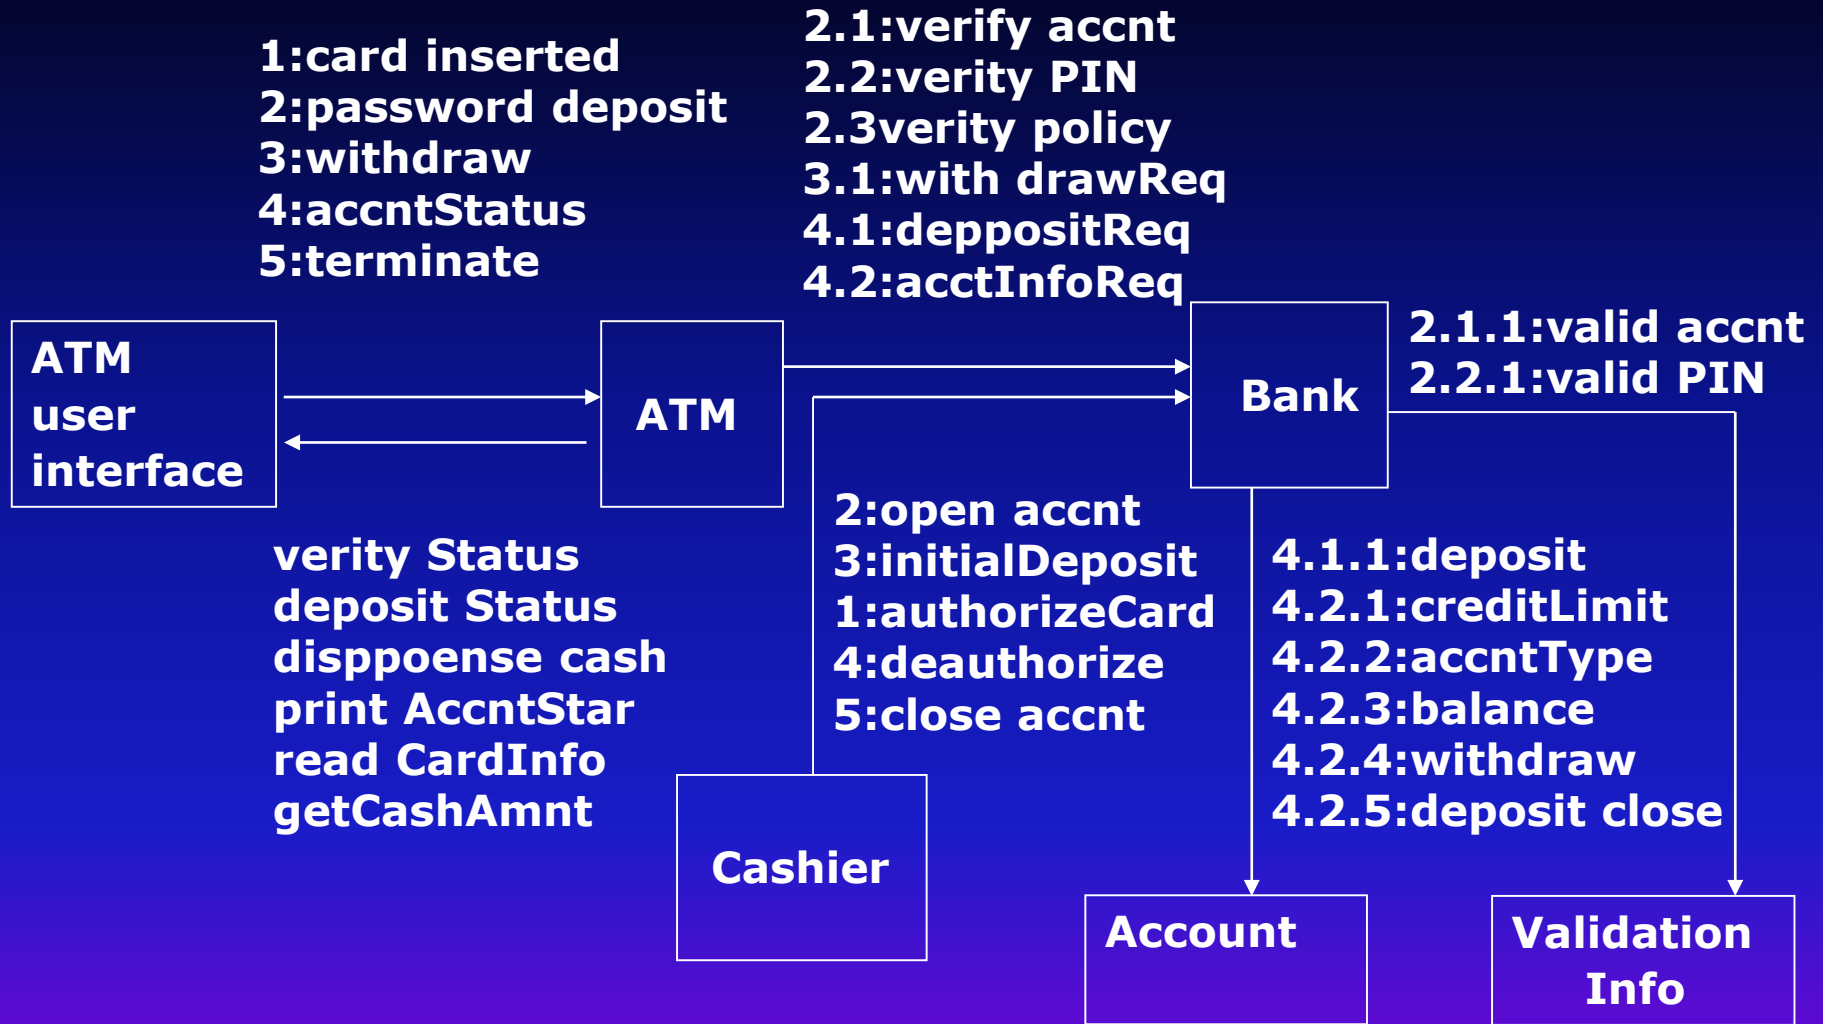 1:card inserted
2:password deposit
3:withdraw
4:accntStatus
5:terminate
2.1:verify accnt
2.2:verity PIN
2.3verity policy
3.1:with drawReq
4.1:deppositReq
4.2:acctInfoReq
ATM
user
interface
ATM
Bank
2.1.1:valid accnt
2.2.1:valid PIN
verity Status
deposit Status
disppoense cash
print AccntStar
read CardInfo
getCashAmnt
2:open accnt
3:initialDeposit
1:authorizeCard
4:deauthorize
5:close accnt
4.1.1:deposit
4.2.1:creditLimit
4.2.2:accntType
4.2.3:balance
4.2.4:withdraw
4.2.5:deposit close
Cashier
Account
Validation
Info